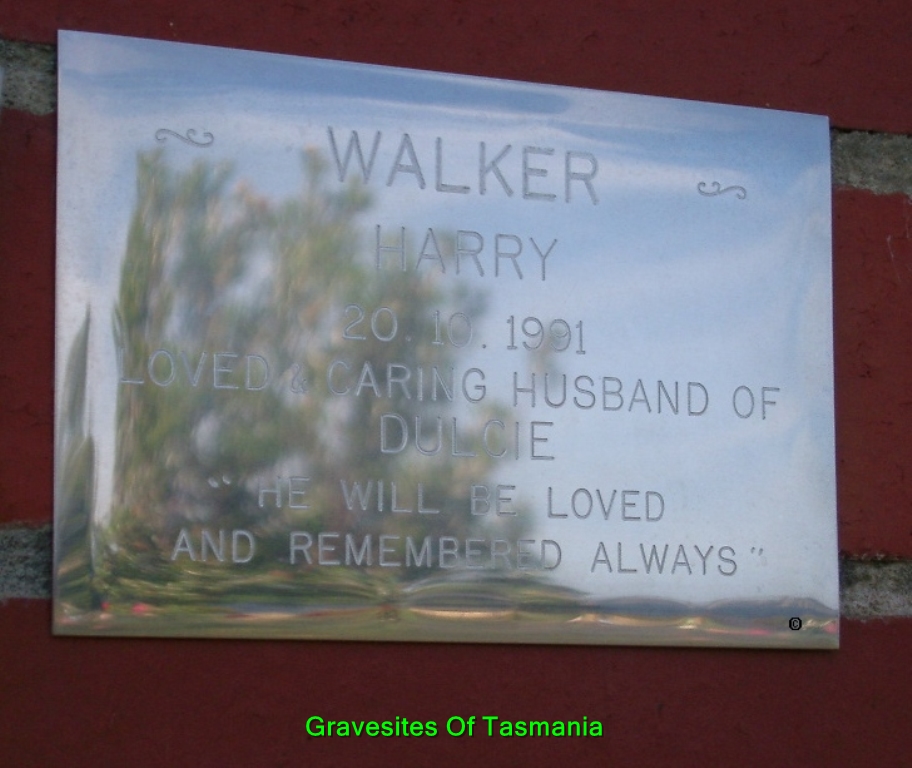 WALKER
HARRY
20.10.1991
LOVED & CARING HUSBAND OF
DULCIE
"HE WILL BE LOVED
AND REMEMBERED ALWAYS"
©
Gravesites Of Tasmania